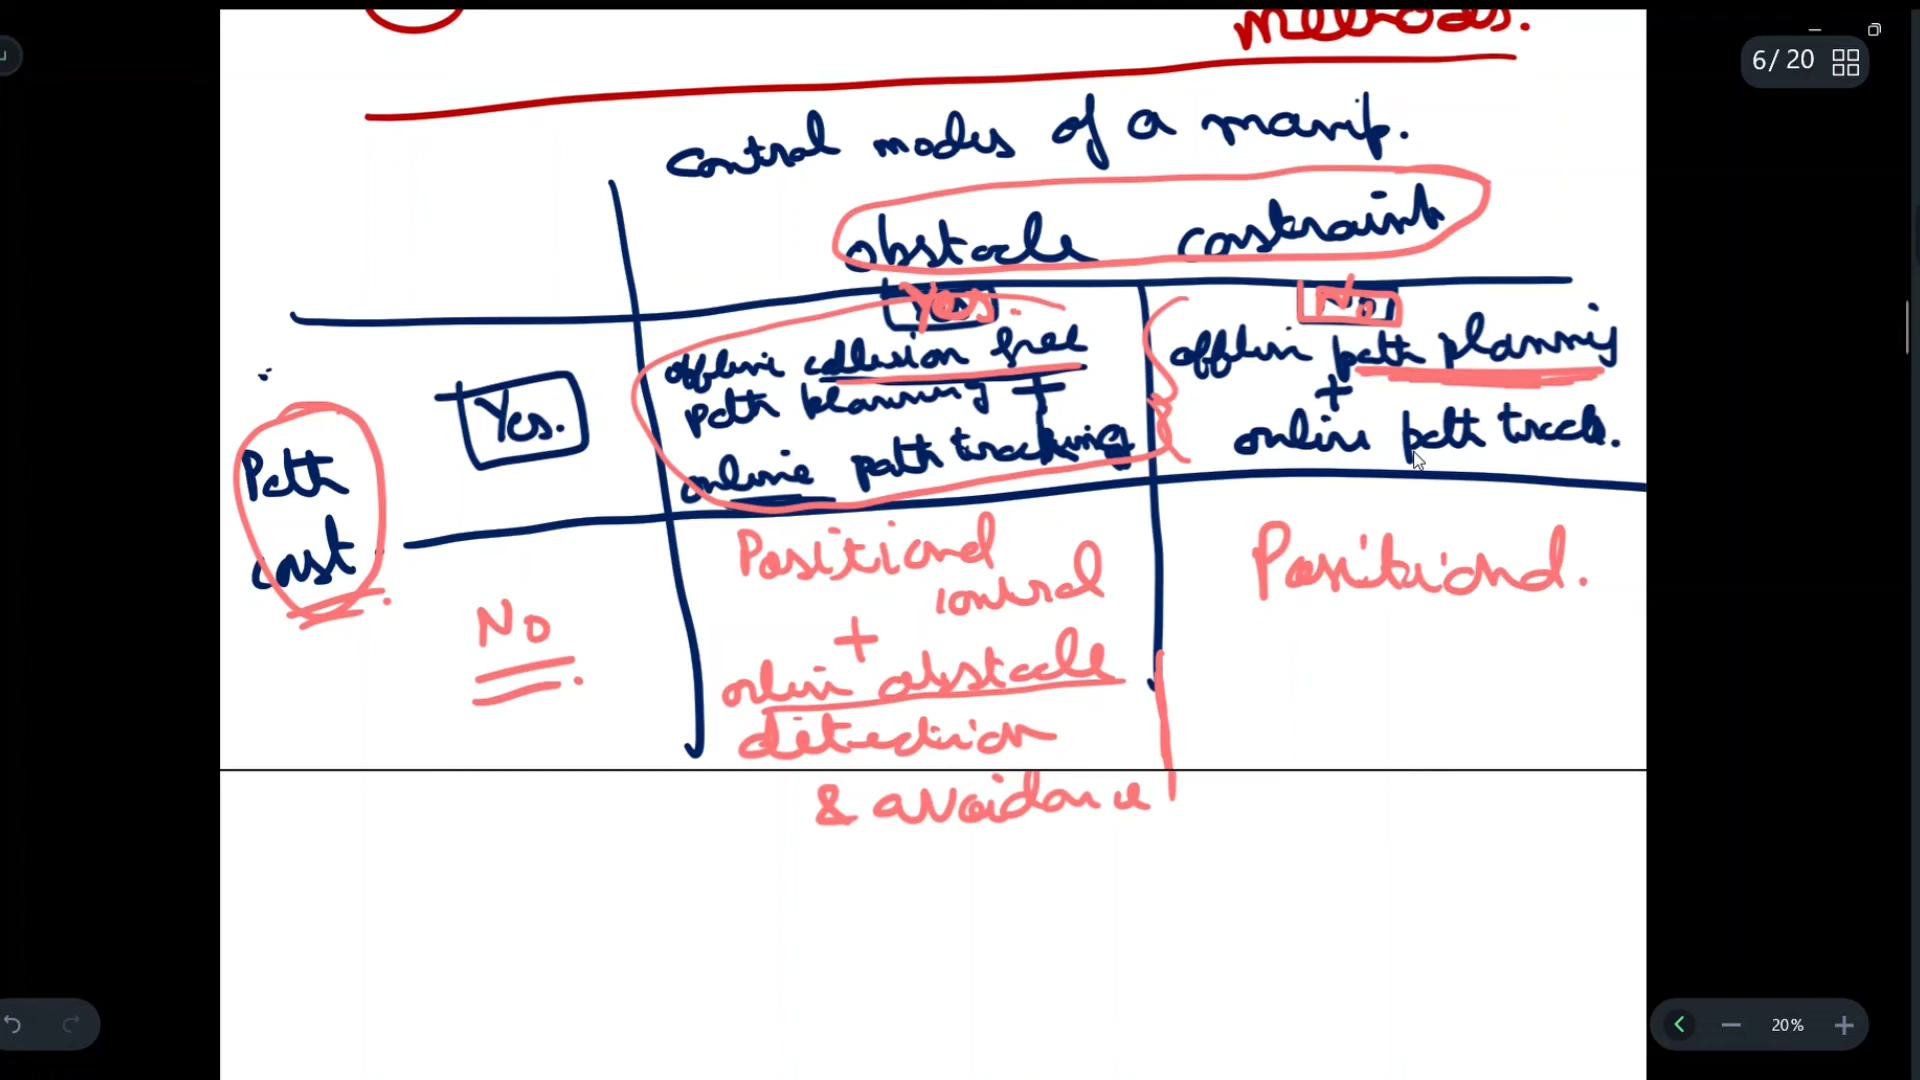 methods.
6/ 20
control modes of a manip.
obstacle constraint
Yes.
No
offline collision free
path planning +
online path tracking
offline path planning
+
online path track.
Yes.
Path
const
No
Positional
control
+
online obstacle
detection
& avoidance
Positional.
20%